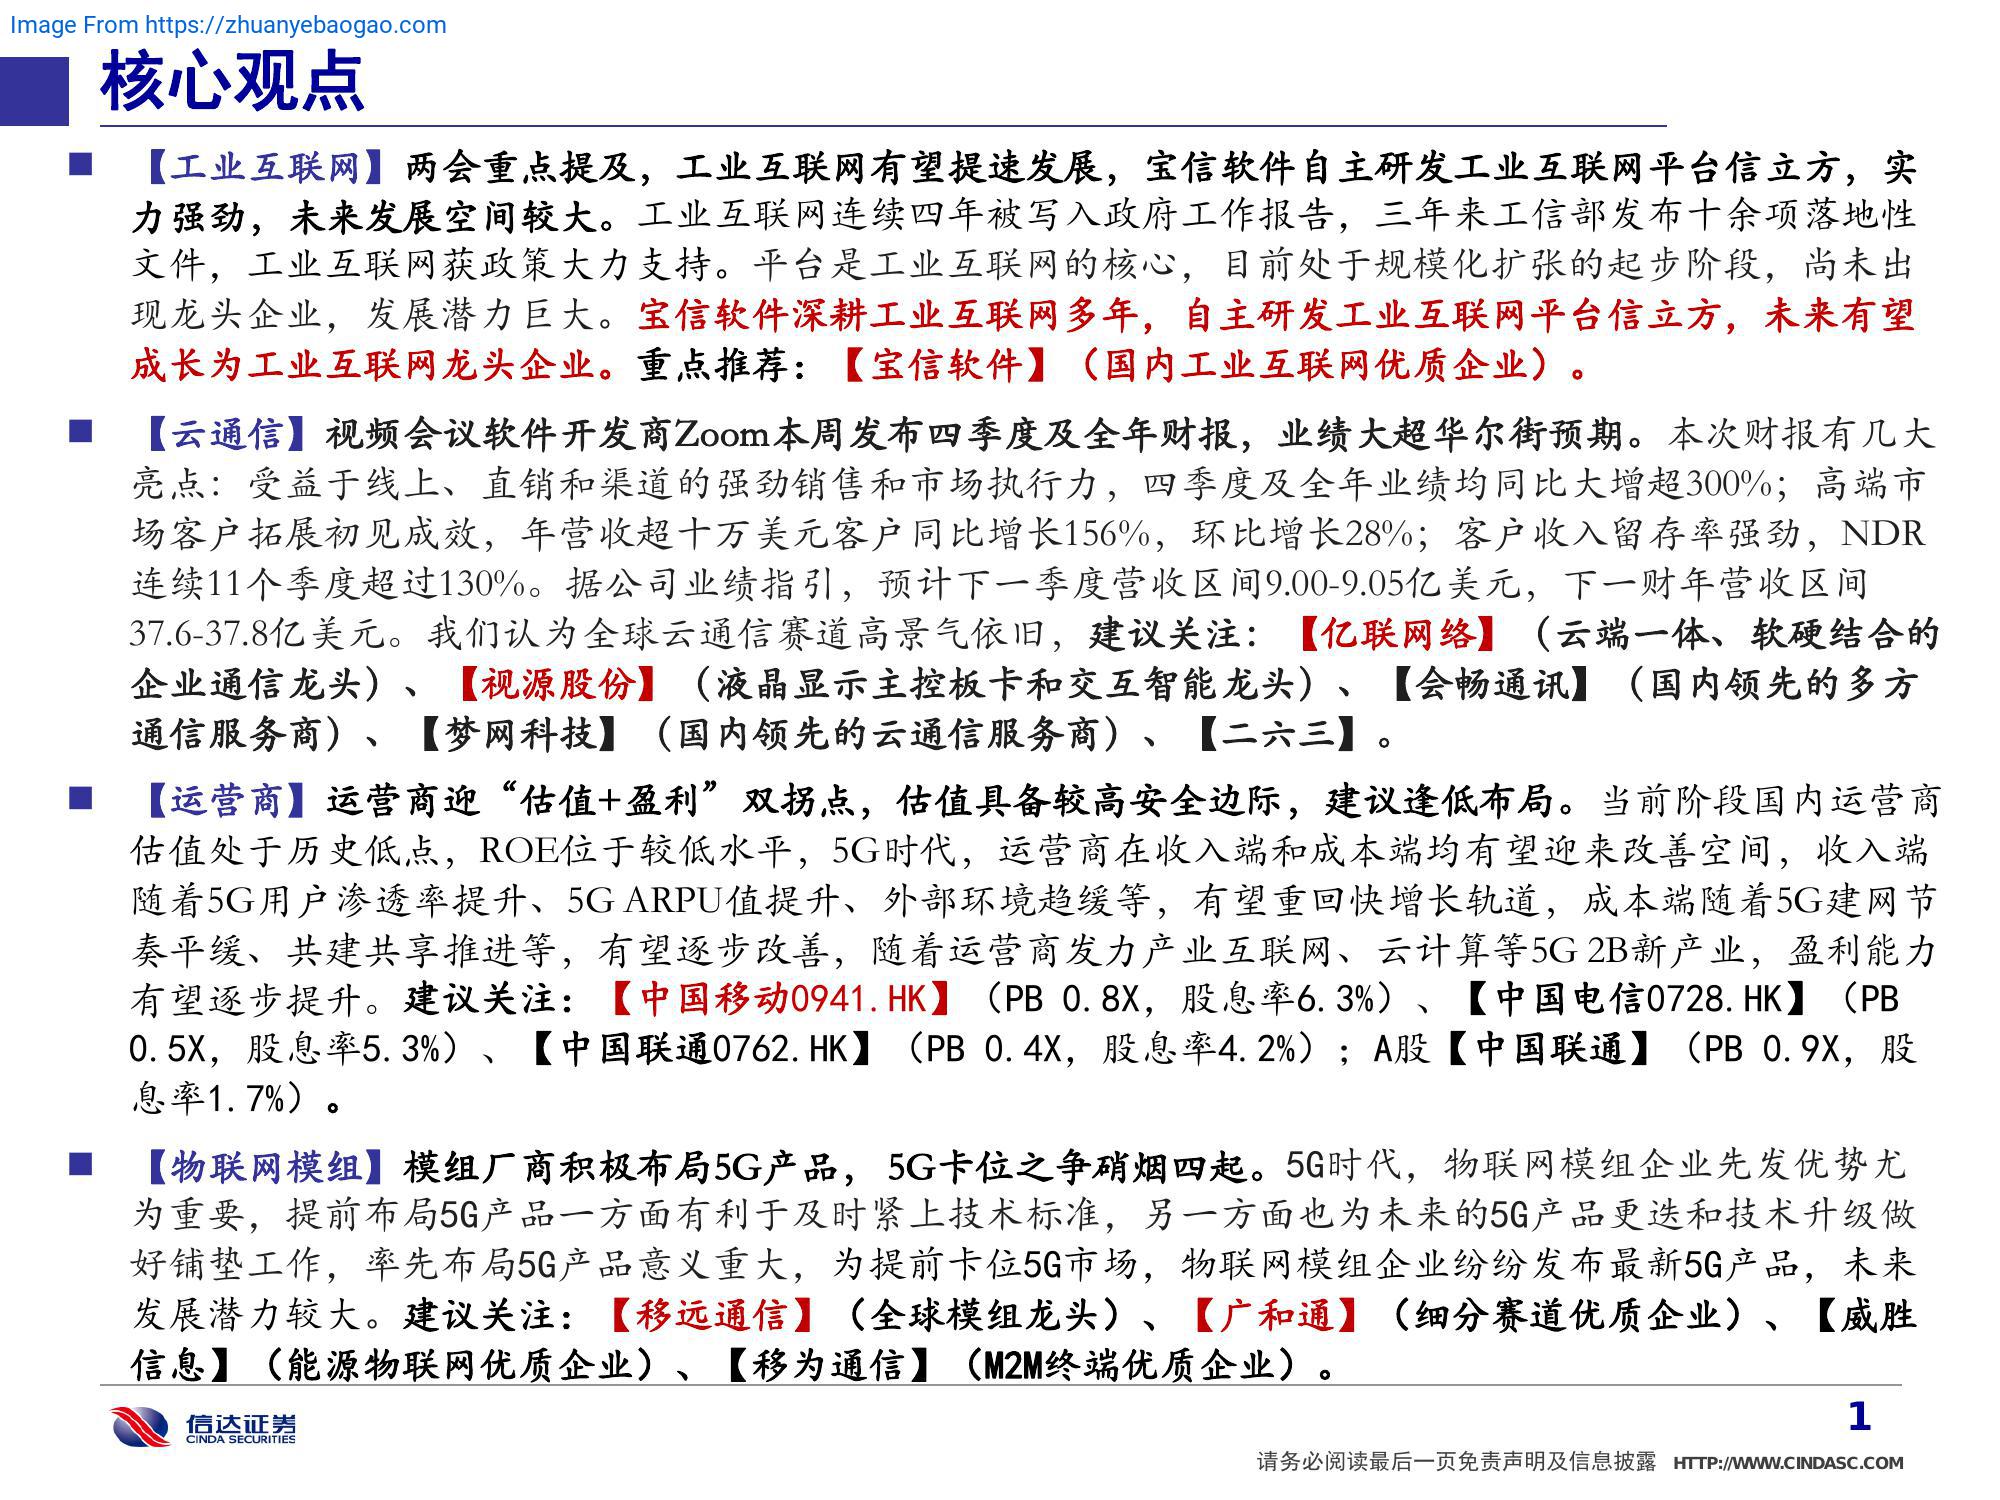 Image From https://zhuanyebaogao.com
核心观点
【工业互联网】两会重点提及，工业互联网有望提速发展，宝信软件自主研发工业互联网平台信立方，实
力强劲，未来发展空间较大。工业互联网连续四年被写入政府工作报告，三年来工信部发布十余项落地性
文件，工业互联网获政策大力支持。平台是工业互联网的核心，目前处于规模化扩张的起步阶段，尚未出
现龙头企业，发展潜力巨大。宝信软件深耕工业互联网多年，自主研发工业互联网平台信立方，未来有望
成长为工业互联网龙头企业。重点推荐：【宝信软件】（国内工业互联网优质企业）。
【云通信】视频会议软件开发商Zoom本周发布四季度及全年财报，业绩大超华尔街预期。本次财报有几大
亮点：受益于线上、直销和渠道的强劲销售和市场执行力，四季度及全年业绩均同比大增超300%；高端市
场客户拓展初见成效，年营收超十万美元客户同比增长156%，环比增长28%；客户收入留存率强劲，NDR
连续11个季度超过130%。据公司业绩指引，预计下一季度营收区间9.00-9.05亿美元，下一财年营收区间
37.6-37.8亿美元。我们认为全球云通信赛道高景气依旧，建议关注：【亿联网络】（云端一体、软硬结合的
企业通信龙头）、【视源股份】（液晶显示主控板卡和交互智能龙头）、【会畅通讯】（国内领先的多方
通信服务商）、【梦网科技】（国内领先的云通信服务商）、【二六三】。
【运营商】运营商迎“估值+盈利”双拐点，估值具备较高安全边际，建议逢低布局。当前阶段国内运营商
估值处于历史低点，ROE位于较低水平，5G时代，运营商在收入端和成本端均有望迎来改善空间，收入端
随着5G用户渗透率提升、5G ARPU值提升、外部环境趋缓等，有望重回快增长轨道，成本端随着5G建网节
奏平缓、共建共享推进等，有望逐步改善，随着运营商发力产业互联网、云计算等5G 2B新产业，盈利能力
有望逐步提升。建议关注：【中国移动0941.HK】（PB 0.8X，股息率6.3%）、【中国电信0728.HK】（PB
0.5X，股息率5.3%）、【中国联通0762.HK】（PB 0.4X，股息率4.2%）；A股【中国联通】（PB 0.9X，股
息率1.7%）。
【物联网模组】模组厂商积极布局5G产品，5G卡位之争硝烟四起。5G时代，物联网模组企业先发优势尤
为重要，提前布局5G产品一方面有利于及时紧上技术标准，另一方面也为未来的5G产品更迭和技术升级做
好铺垫工作，率先布局5G产品意义重大，为提前卡位5G市场，物联网模组企业纷纷发布最新5G产品，未来
发展潜力较大。建议关注：【移远通信】（全球模组龙头）、【广和通】（细分赛道优质企业）、【威胜
信息】（能源物联网优质企业）、【移为通信】（M2M终端优质企业）。
信达证券
CINDA SECURITIES
1
请务必阅读最后一页免责声明及信息披露 HTTP://WWW.CINDASC.COM